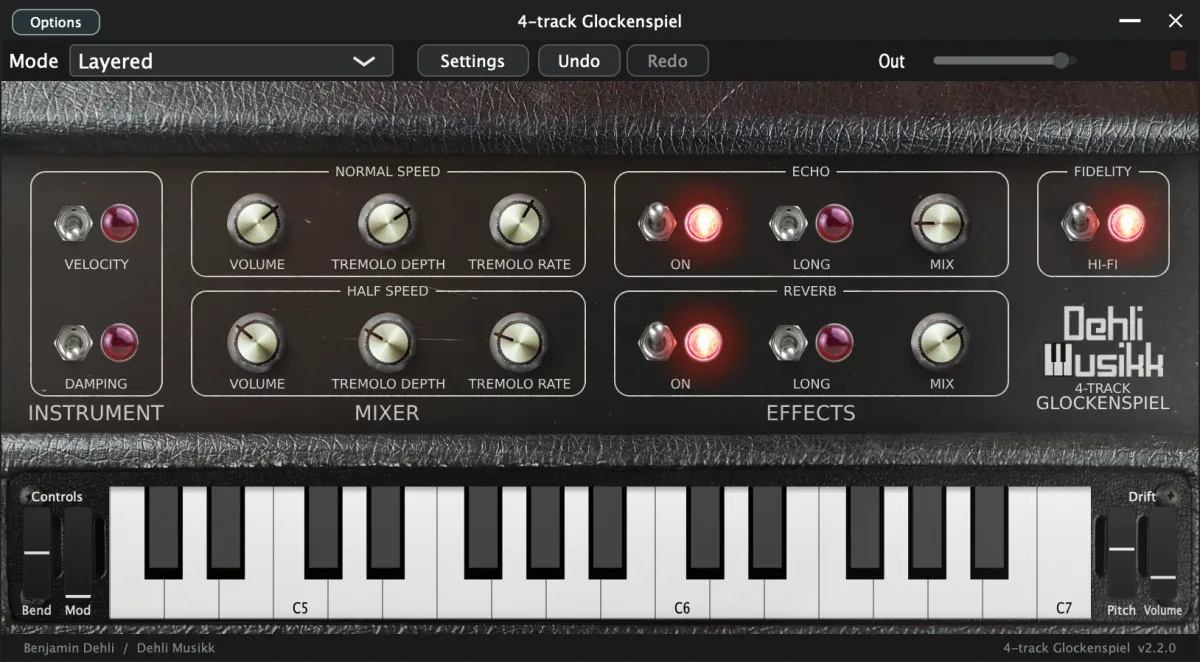 Options
4-track Glockenspiel
Mode
Layered
Settings
Undo
Redo
Out
NORMAL SPEED
ECHO
FIDELITY
VELOCITY
VOLUME
TREMOLO DEPTH
TREMOLO RATE
ON
LONG
MIX
HI-FI
HALF SPEED
REVERB
DAMPING
VOLUME
TREMOLO DEPTH
TREMOLO RATE
ON
LONG
MIX
Dehli
Musikk
4-TRACK
GLOCKENSPIEL
INSTRUMENT
MIXER
EFFECTS
Controls
Drift
Bend
Mod
C5
C6
C7
Pitch
Volume
Benjamin Dehli / Dehli Musikk
4-track Glockenspiel v2.2.0